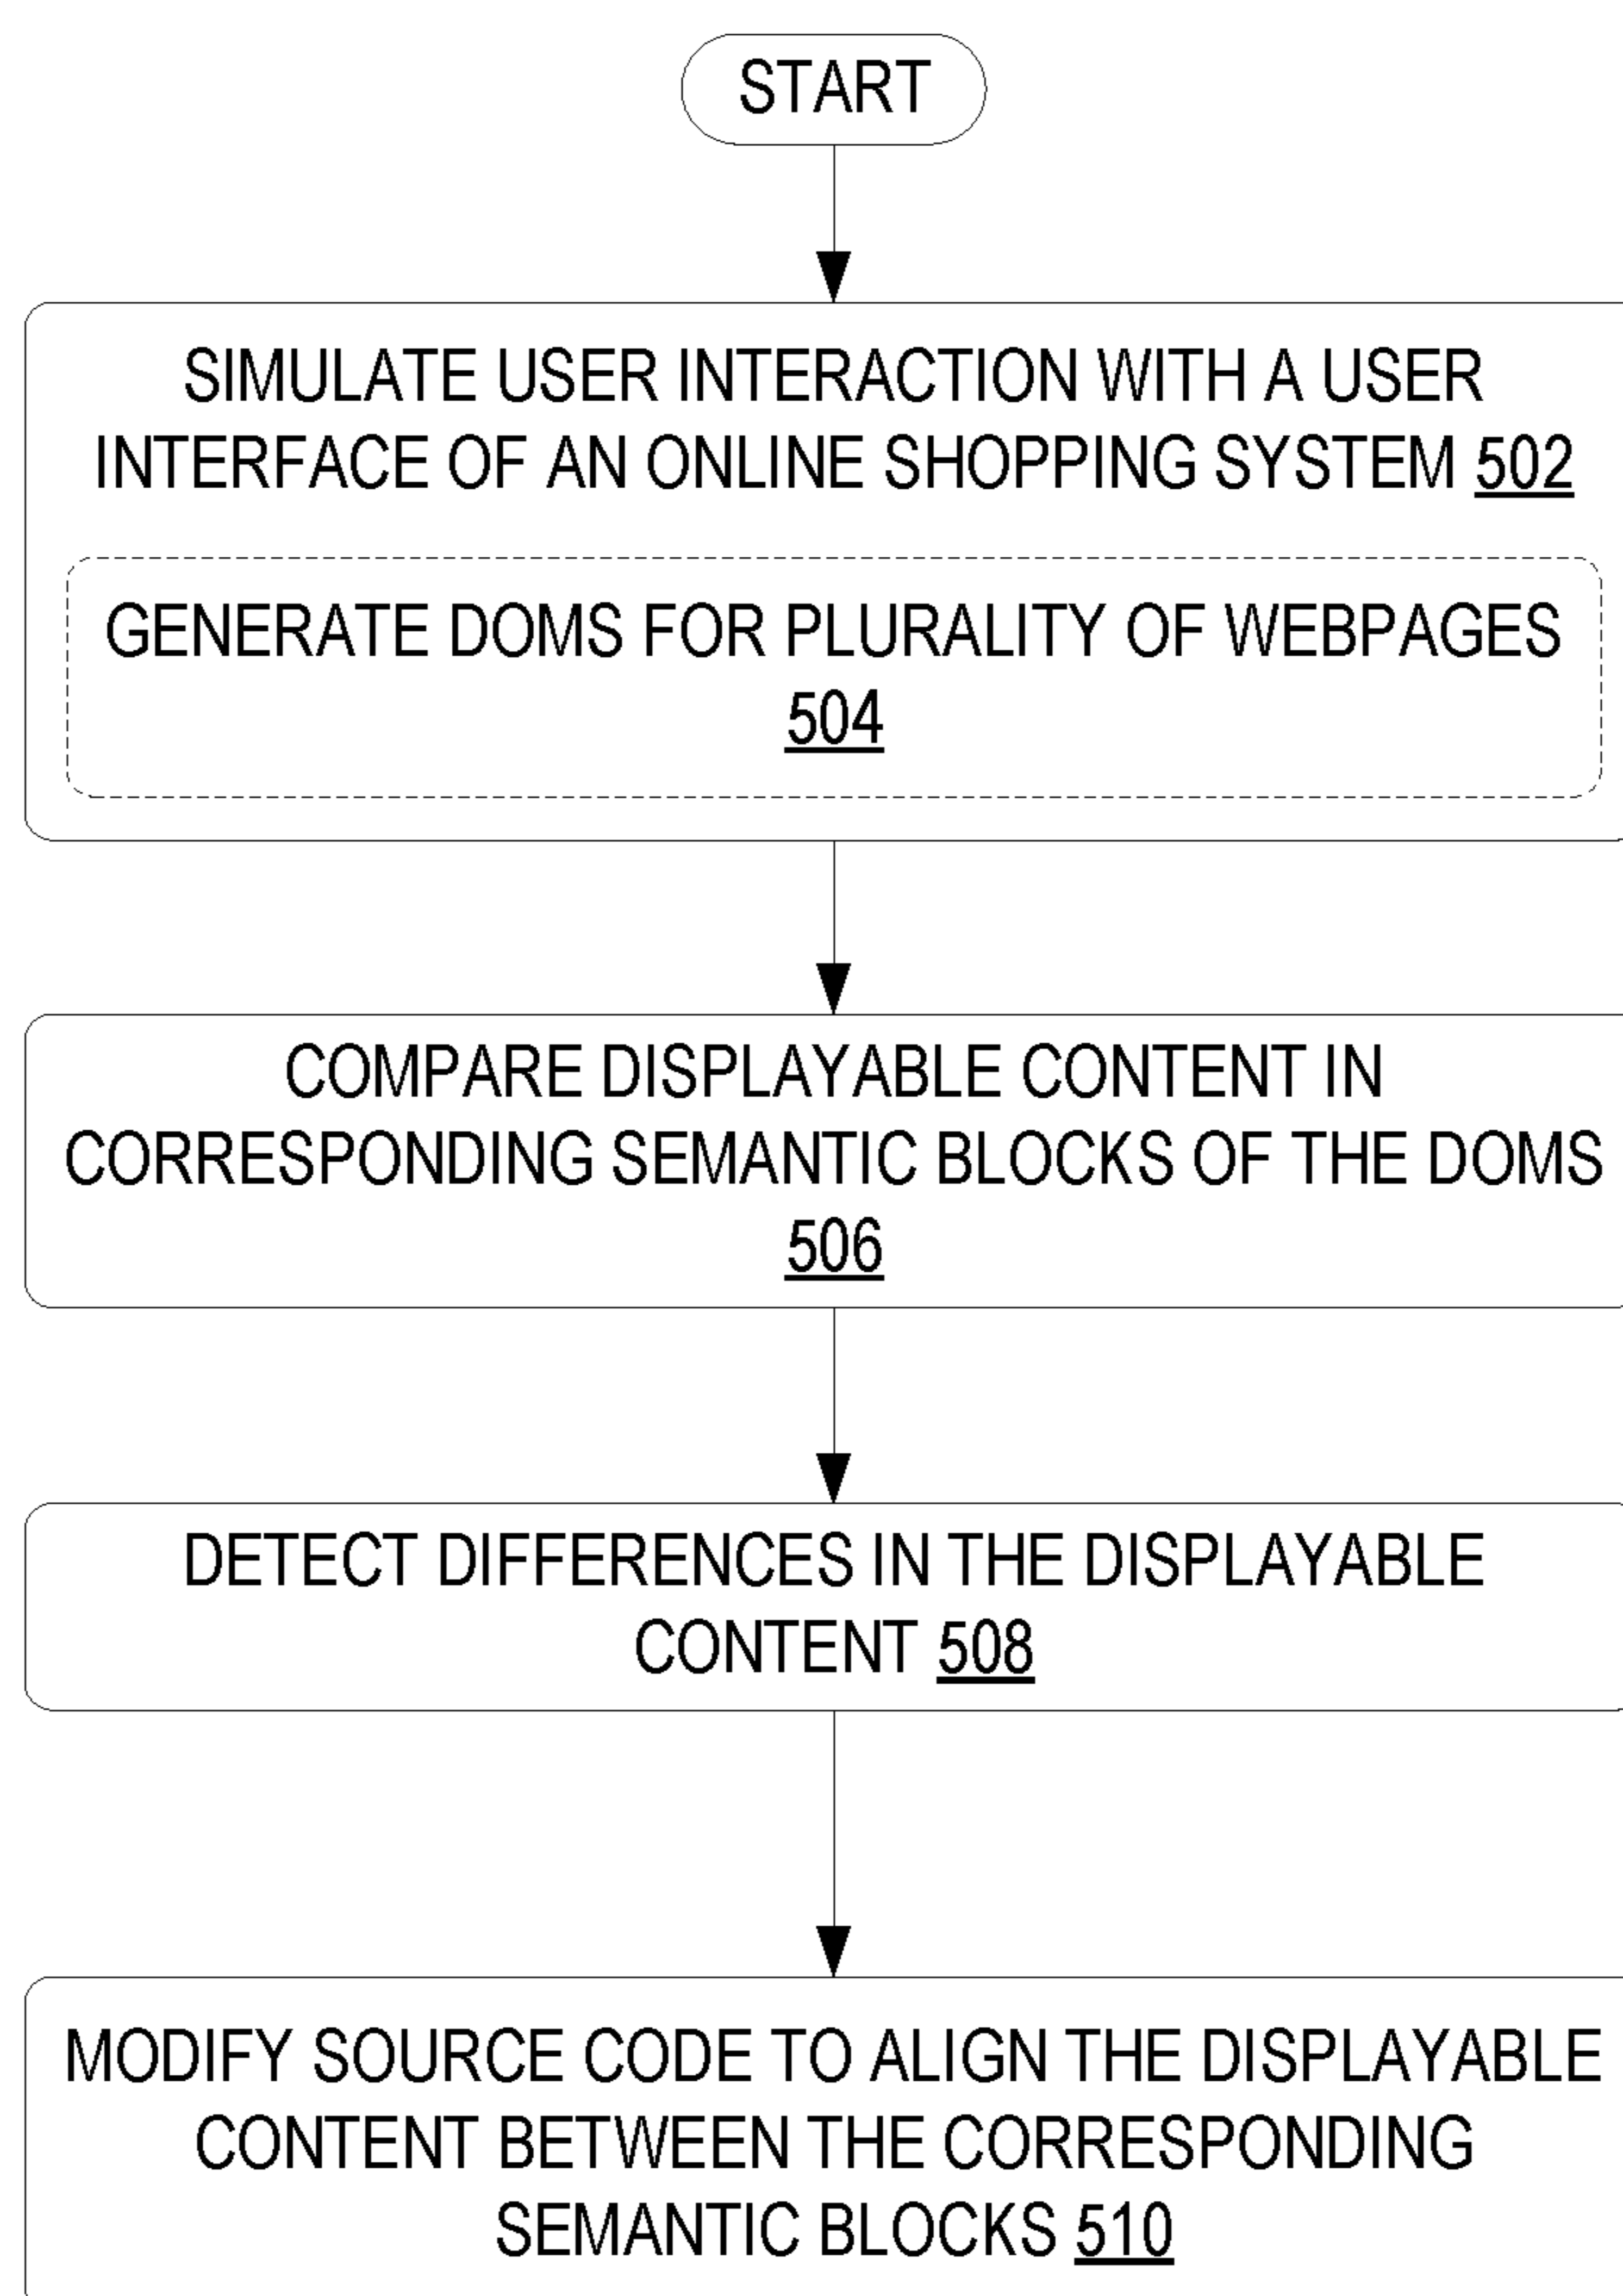 START
SIMULATE USER INTERACTION WITH A USER
INTERFACE OF AN ONLINE SHOPPING SYSTEM 502
GENERATE DOMS FOR PLURALITY OF WEBPAGES
504
COMPARE DISPLAYABLE CONTENT IN
CORRESPONDING SEMANTIC BLOCKS OF THE DOMS
506
DETECT DIFFERENCES IN THE DISPLAYABLE
CONTENT 508
MODIFY SOURCE CODE TO ALIGN THE DISPLAYABLE
CONTENT BETWEEN THE CORRESPONDING
SEMANTIC BLOCKS 510